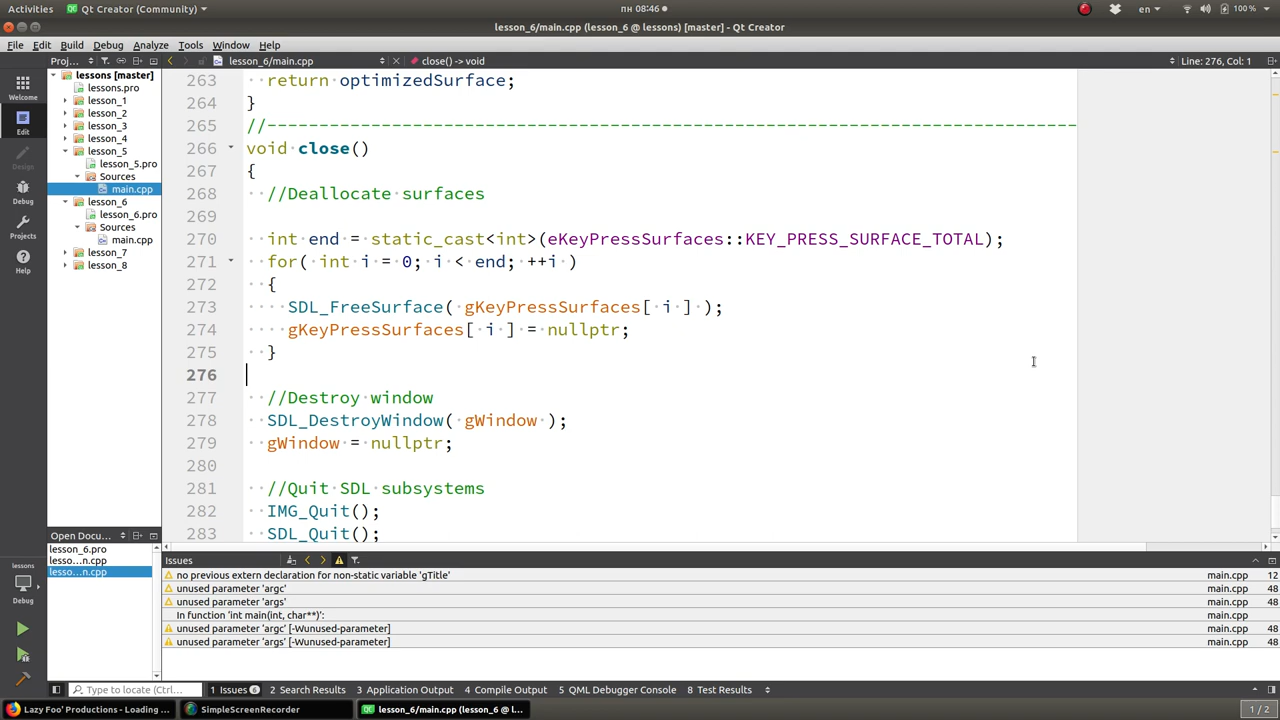 Activities
Qt Creator (Community)
пн 08:46
en
100 %
lesson_6/main.cpp (lesson_6 @ lessons) [master] - Qt Creator
File Edit Build Debug Analyze Tools Window Help
Proj...
lesson_6/main.cpp
close() -> void
Line: 276, Col: 1
Welcome
Edit
Design
Debug
Projects
Help
lessons
Debug
lessons [master]
lessons.pro
lesson_1
lesson_2
lesson_3
lesson_4
lesson_5
lesson_5.pro
Sources
main.cpp
lesson_6
lesson_6.pro
Sources
main.cpp
lesson_7
lesson_8
Open Docu...
lesson_6.pro
lesso...n.cpp
lesso...n.cpp
263 return optimizedSurface;
264 }
265 //------------------------------------------------------------------------------
266 void close()
267 {
268 //Deallocate surfaces
269
270 int end = static_cast<int>(eKeyPressSurfaces::KEY_PRESS_SURFACE_TOTAL);
271 for( int i = 0; i < end; ++i )
272 {
273 SDL_FreeSurface( gKeyPressSurfaces[ i ] );
274 gKeyPressSurfaces[ i ] = nullptr;
275 }
276
277 //Destroy window
278 SDL_DestroyWindow( gWindow );
279 gWindow = nullptr;
280
281 //Quit SDL subsystems
282 IMG_Quit();
283 SDL_Quit();
Issues
no previous extern declaration for non-static variable 'gTitle' main.cpp 12
unused parameter 'argc' main.cpp 48
unused parameter 'args' main.cpp 48
In function 'int main(int, char**)': main.cpp
unused parameter 'argc' [-Wunused-parameter] main.cpp 48
unused parameter 'args' [-Wunused-parameter] main.cpp 48
Type to locate (Ctrl...
1 Issues 6
2 Search Results
3 Application Output
4 Compile Output
5 QML Debugger Console
8 Test Results
Lazy Foo' Productions - Loading ...
SimpleScreenRecorder
lesson_6/main.cpp (lesson_6 @ l...
1 / 2